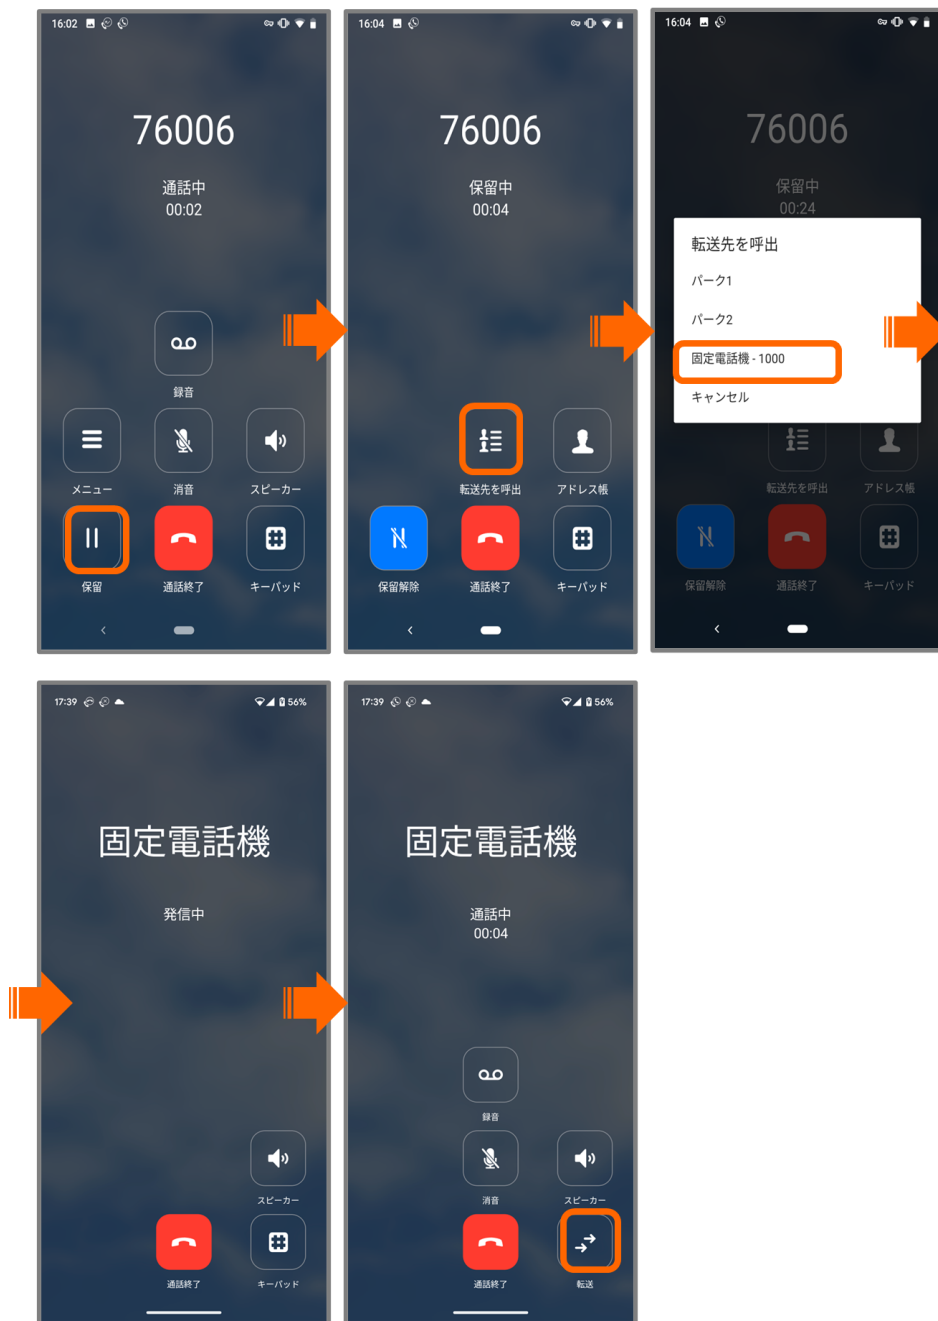 16:02
76006
通話中
00:02
録音
メニュー 消音 スピーカー
保留 通話終了 キーパッド
16:04
76006
保留中
00:04
転送先を呼出 アドレス帳
保留解除 通話終了 キーパッド
16:04
76006
保留中
00:24
転送先を呼出
パーク1
パーク2
固定電話機 - 1000
キャンセル
転送先を呼出 アドレス帳
保留解除 通話終了 キーパッド
17:39 56%
固定電話機
発信中
スピーカー
通話終了 キーパッド
17:39 56%
固定電話機
通話中
00:04
録音
消音 スピーカー
通話終了 転送